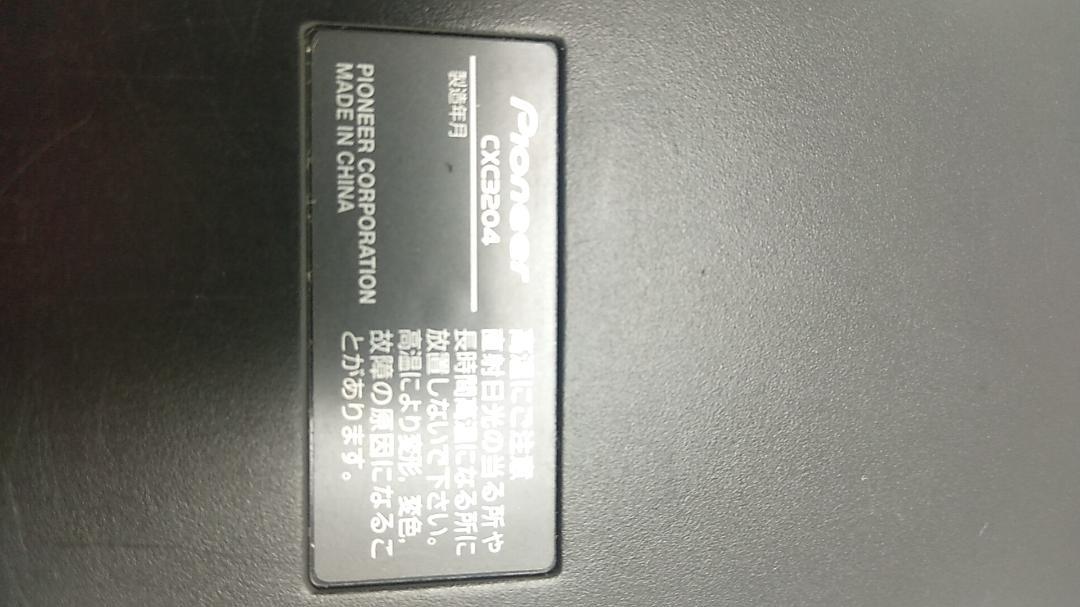 Pioneer
CXC3204
製造年月
PIONEER CORPORATION
MADE IN CHINA
高温にご注意
直射日光の当る所や
長時間高温になる所に
放置しないで下さい。
高温により変形，変色，
故障の原因になるこ
とがあります。